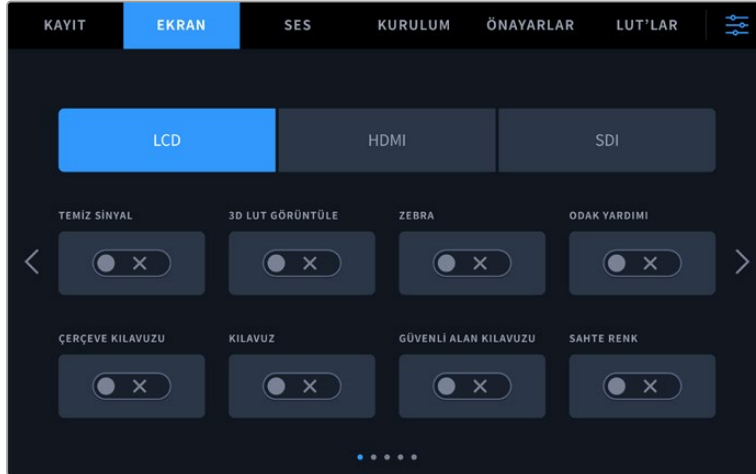 KAYIT EKRAN SES KURULUM ÖNAYARLAR LUT'LAR
LCD HDMI SDI
TEMİZ SİNYAL 3D LUT GÖRÜNTÜLE ZEBRA ODAK YARDIMI
ÇERÇEVE KILAVUZU KILAVUZ GÜVENLİ ALAN KILAVUZU SAHTE RENK